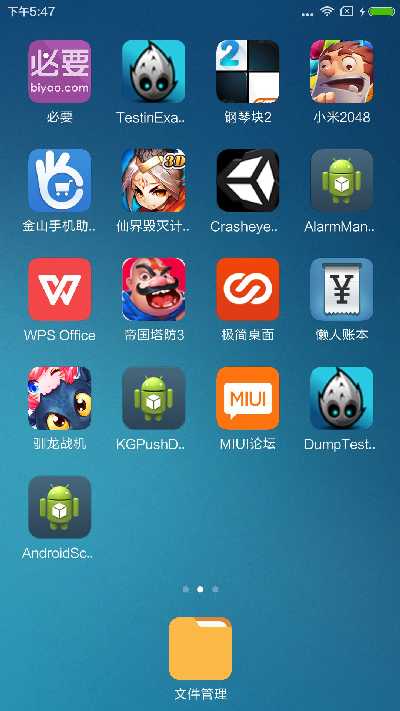 下午5:47
必要
biyao.com
2
3D
必要
TestinExa..
钢琴块2
小米2048
金山手机助..
仙界毁灭计..
Crasheye..
AlarmMan..
W
¥
WPS Office
帝国塔防3
极简桌面
懒人账本
MIUI
驯龙战机
KGPushD..
MIUI论坛
DumpTest..
AndroidSc..
文件管理